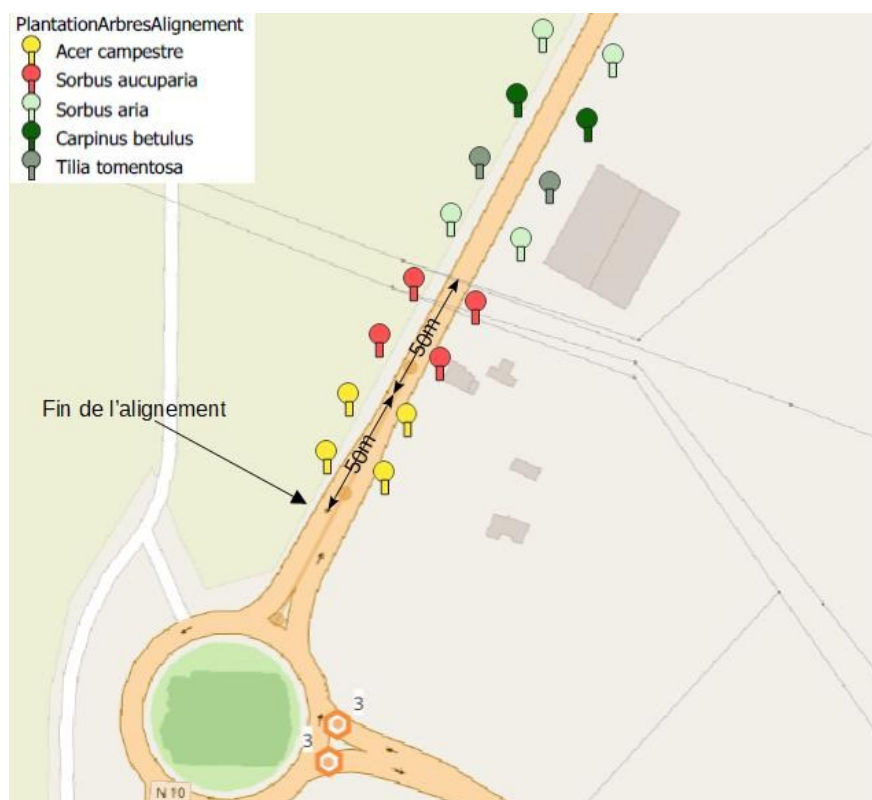 PlantationArbresAlignement
Acer campestre
Sorbus aucuparia
Sorbus aria
Carpinus betulus
Tilia tomentosa
50m
Fin de l'alignement
50m
3
3
N 10